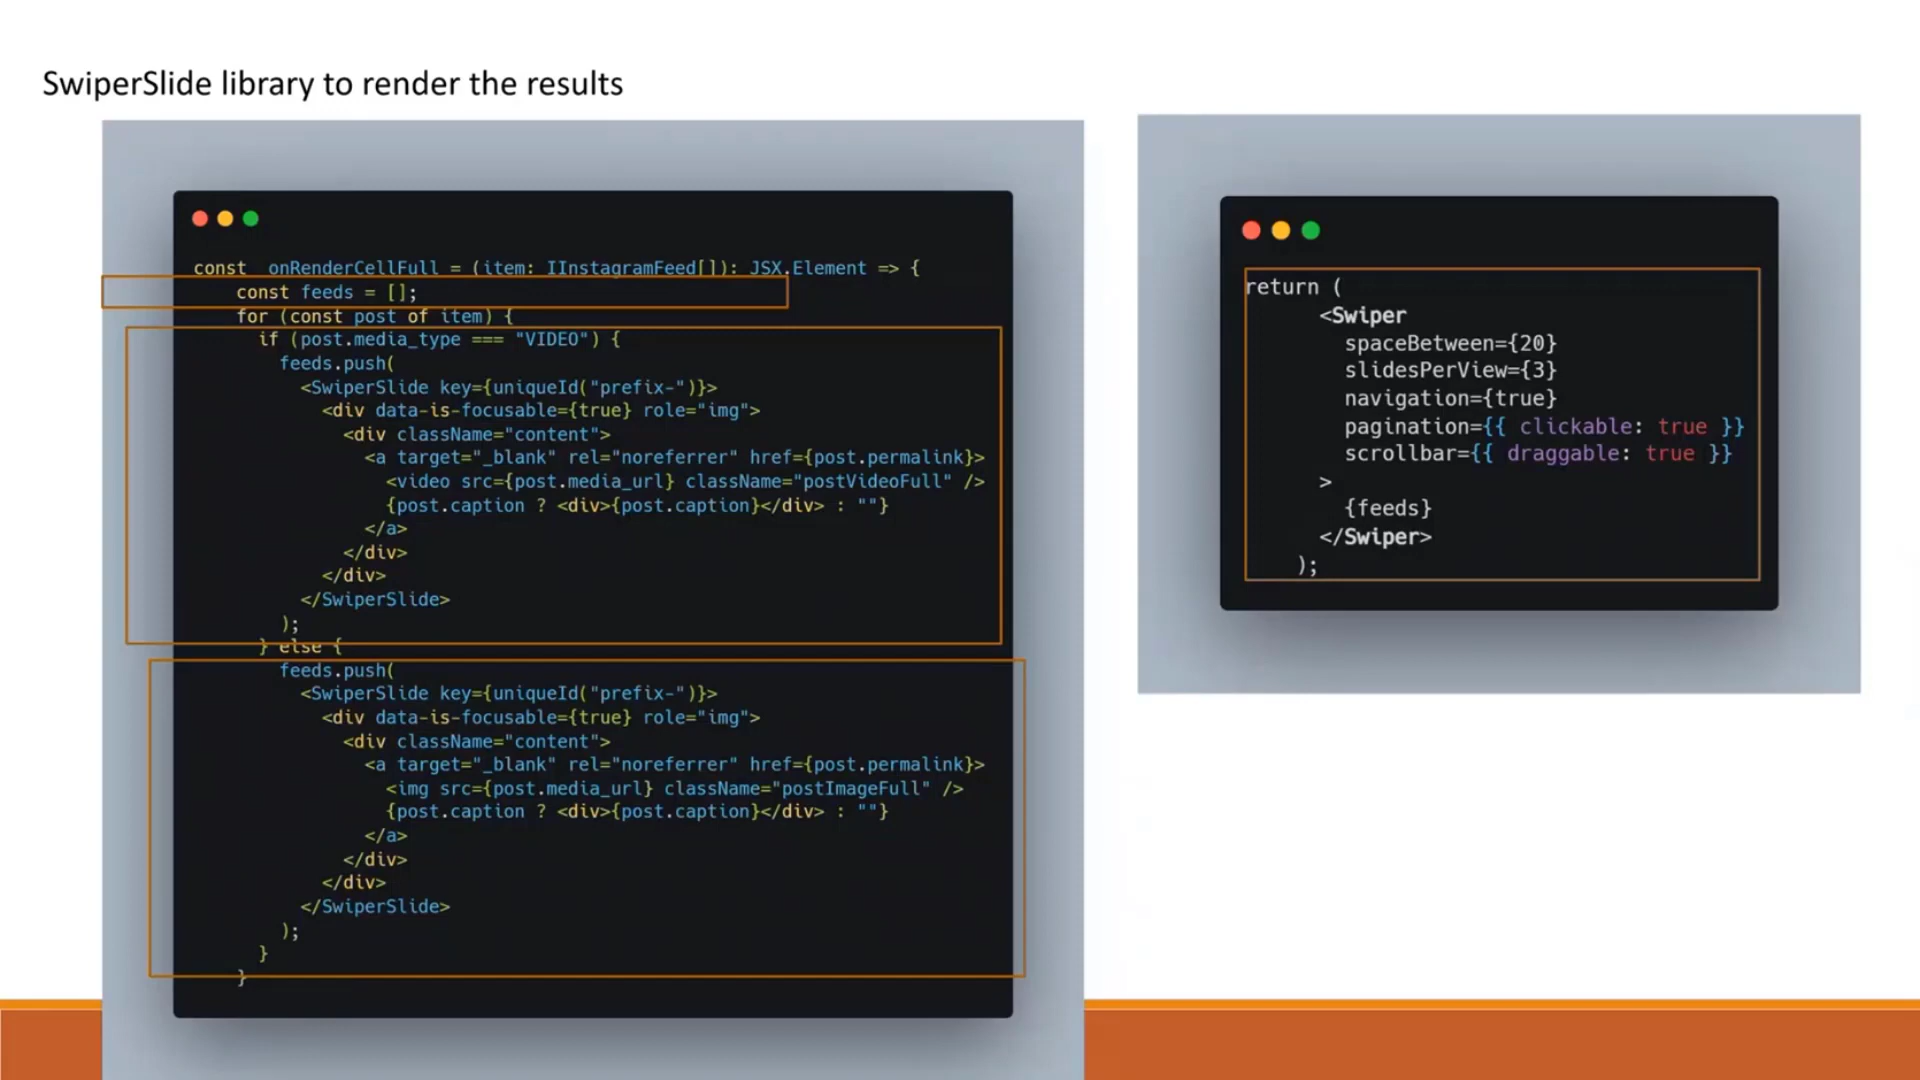 SwiperSlide library to render the results
const  onRenderCellFull = (item: IInstagramFeed[]): JSX.Element => {
    const feeds = [];
    for (const post of item) {
      if (post.media_type === "VIDEO") {
        feeds.push(
          <SwiperSlide key={uniqueId("prefix-")}>
            <div data-is-focusable={true} role="img">
              <div className="content">
                <a target="_blank" rel="noreferrer" href={post.permalink}>
                  <video src={post.media_url} className="postVideoFull" />
                  {post.caption ? <div>{post.caption}</div> : ""}
                </a>
              </div>
            </div>
          </SwiperSlide>
        );
      } else {
        feeds.push(
          <SwiperSlide key={uniqueId("prefix-")}>
            <div data-is-focusable={true} role="img">
              <div className="content">
                <a target="_blank" rel="noreferrer" href={post.permalink}>
                  <img src={post.media_url} className="postImageFull" />
                  {post.caption ? <div>{post.caption}</div> : ""}
                </a>
              </div>
            </div>
          </SwiperSlide>
        );
      }
    }
return (
      <Swiper
        spaceBetween={20}
        slidesPerView={3}
        navigation={true}
        pagination={{ clickable: true }}
        scrollbar={{ draggable: true }}
      >
        {feeds}
      </Swiper>
    );